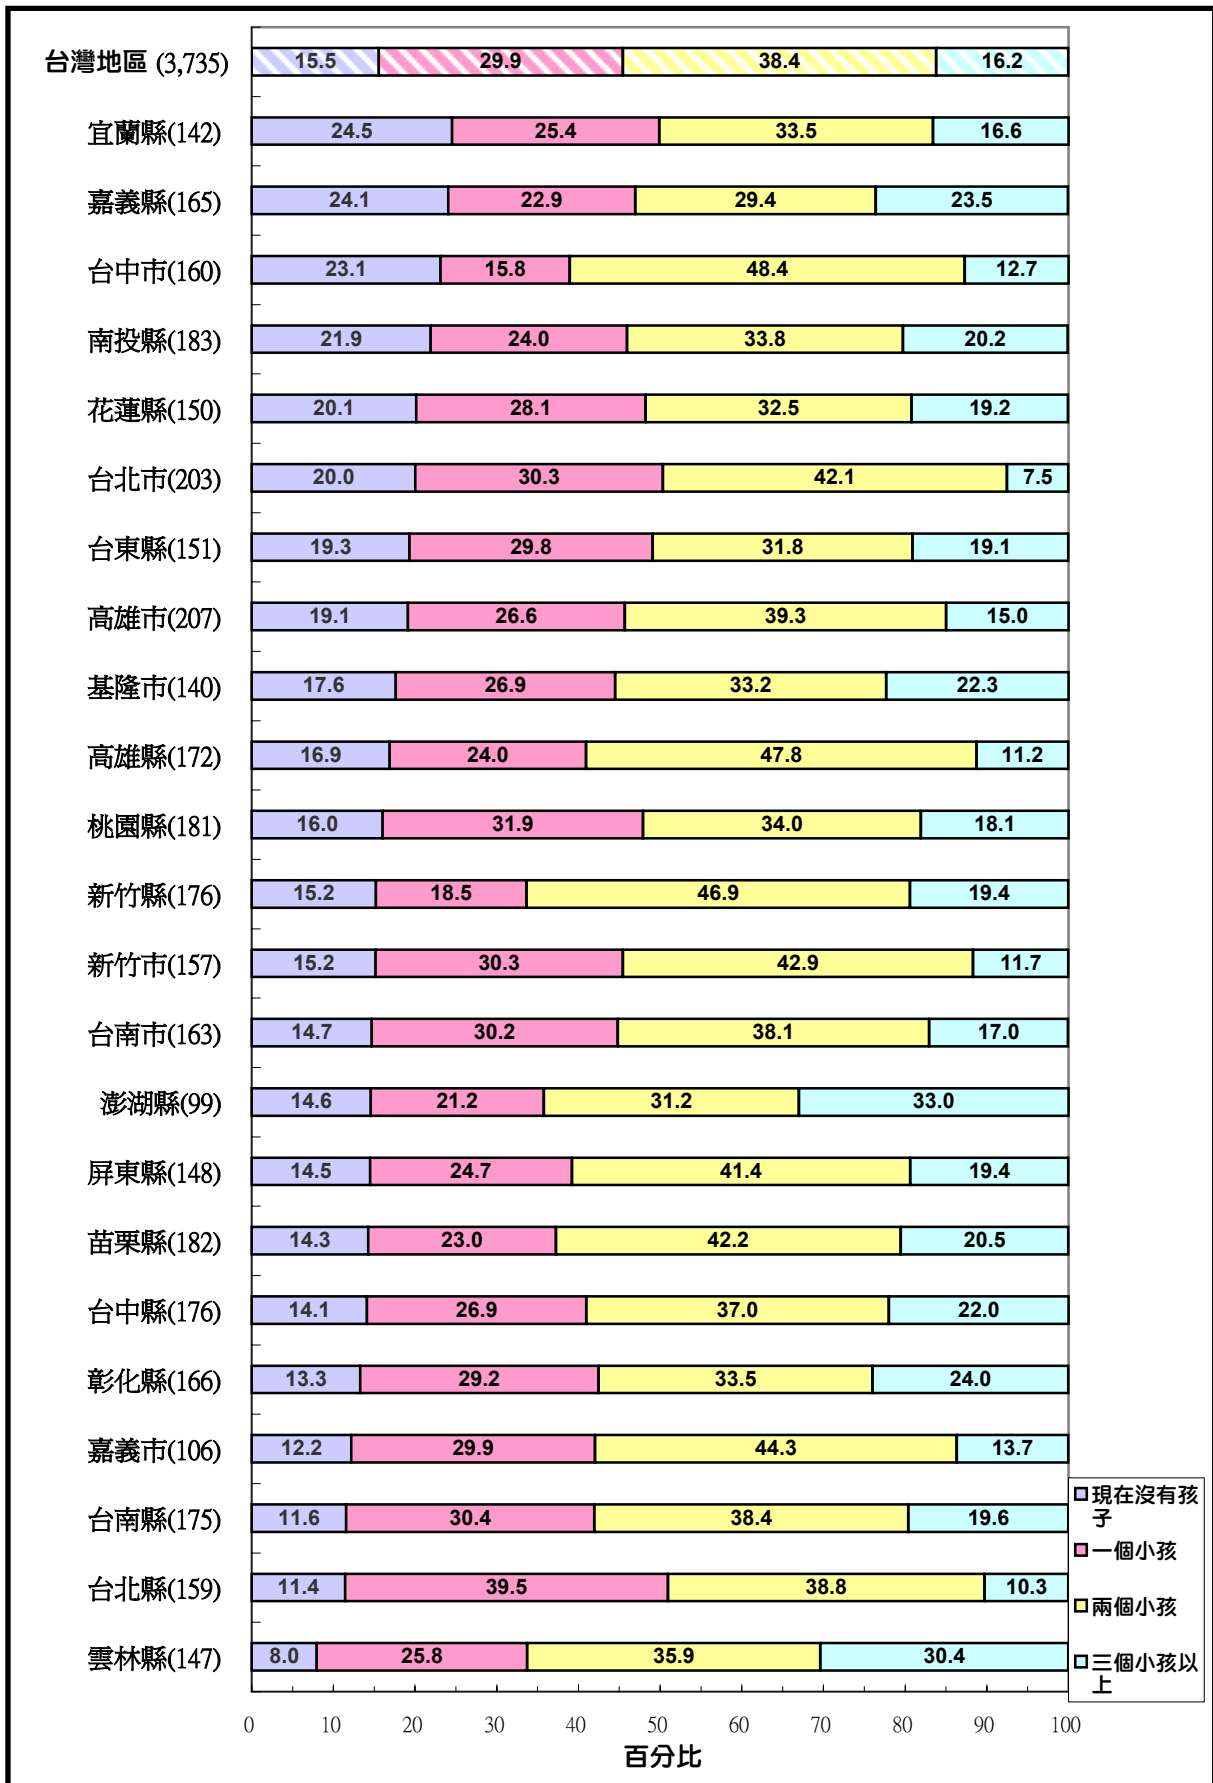 台灣地區 (3,735) 15.5 29.9 38.4 16.2
宜蘭縣(142) 24.5 25.4 33.5 16.6
嘉義縣(165) 24.1 22.9 29.4 23.5
台中市(160) 23.1 15.8 48.4 12.7
南投縣(183) 21.9 24.0 33.8 20.2
花蓮縣(150) 20.1 28.1 32.5 19.2
台北市(203) 20.0 30.3 42.1 7.5
台東縣(151) 19.3 29.8 31.8 19.1
高雄市(207) 19.1 26.6 39.3 15.0
基隆市(140) 17.6 26.9 33.2 22.3
高雄縣(172) 16.9 24.0 47.8 11.2
桃園縣(181) 16.0 31.9 34.0 18.1
新竹縣(176) 15.2 18.5 46.9 19.4
新竹市(157) 15.2 30.3 42.9 11.7
台南市(163) 14.7 30.2 38.1 17.0
澎湖縣(99) 14.6 21.2 31.2 33.0
屏東縣(148) 14.5 24.7 41.4 19.4
苗栗縣(182) 14.3 23.0 42.2 20.5
台中縣(176) 14.1 26.9 37.0 22.0
彰化縣(166) 13.3 29.2 33.5 24.0
嘉義市(106) 12.2 29.9 44.3 13.7
台南縣(175) 11.6 30.4 38.4 19.6
台北縣(159) 11.4 39.5 38.8 10.3
雲林縣(147) 8.0 25.8 35.9 30.4
0 10 20 30 40 50 60 70 80 90 100
百分比
現在沒有孩
子
一個小孩
兩個小孩
三個小孩以
上